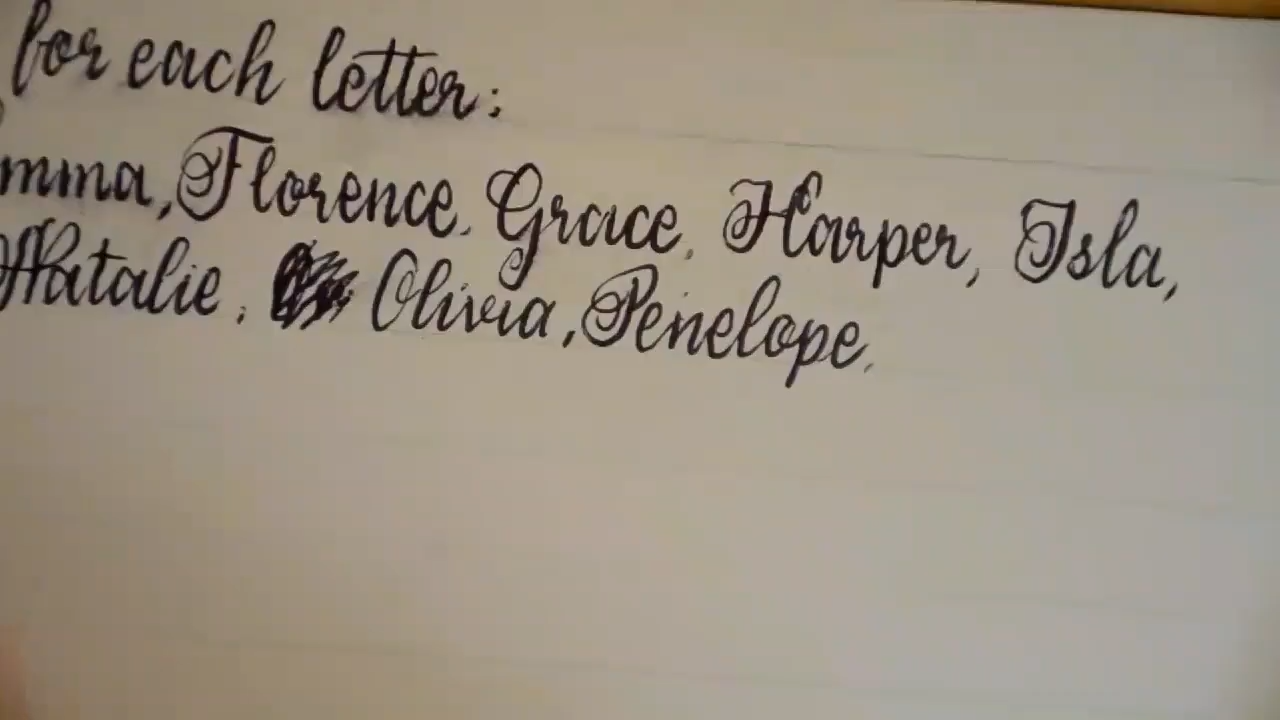 for each letter:
mma, Florence, Grace, Harper, Isla,
Natalie, Olivia, Penelope,